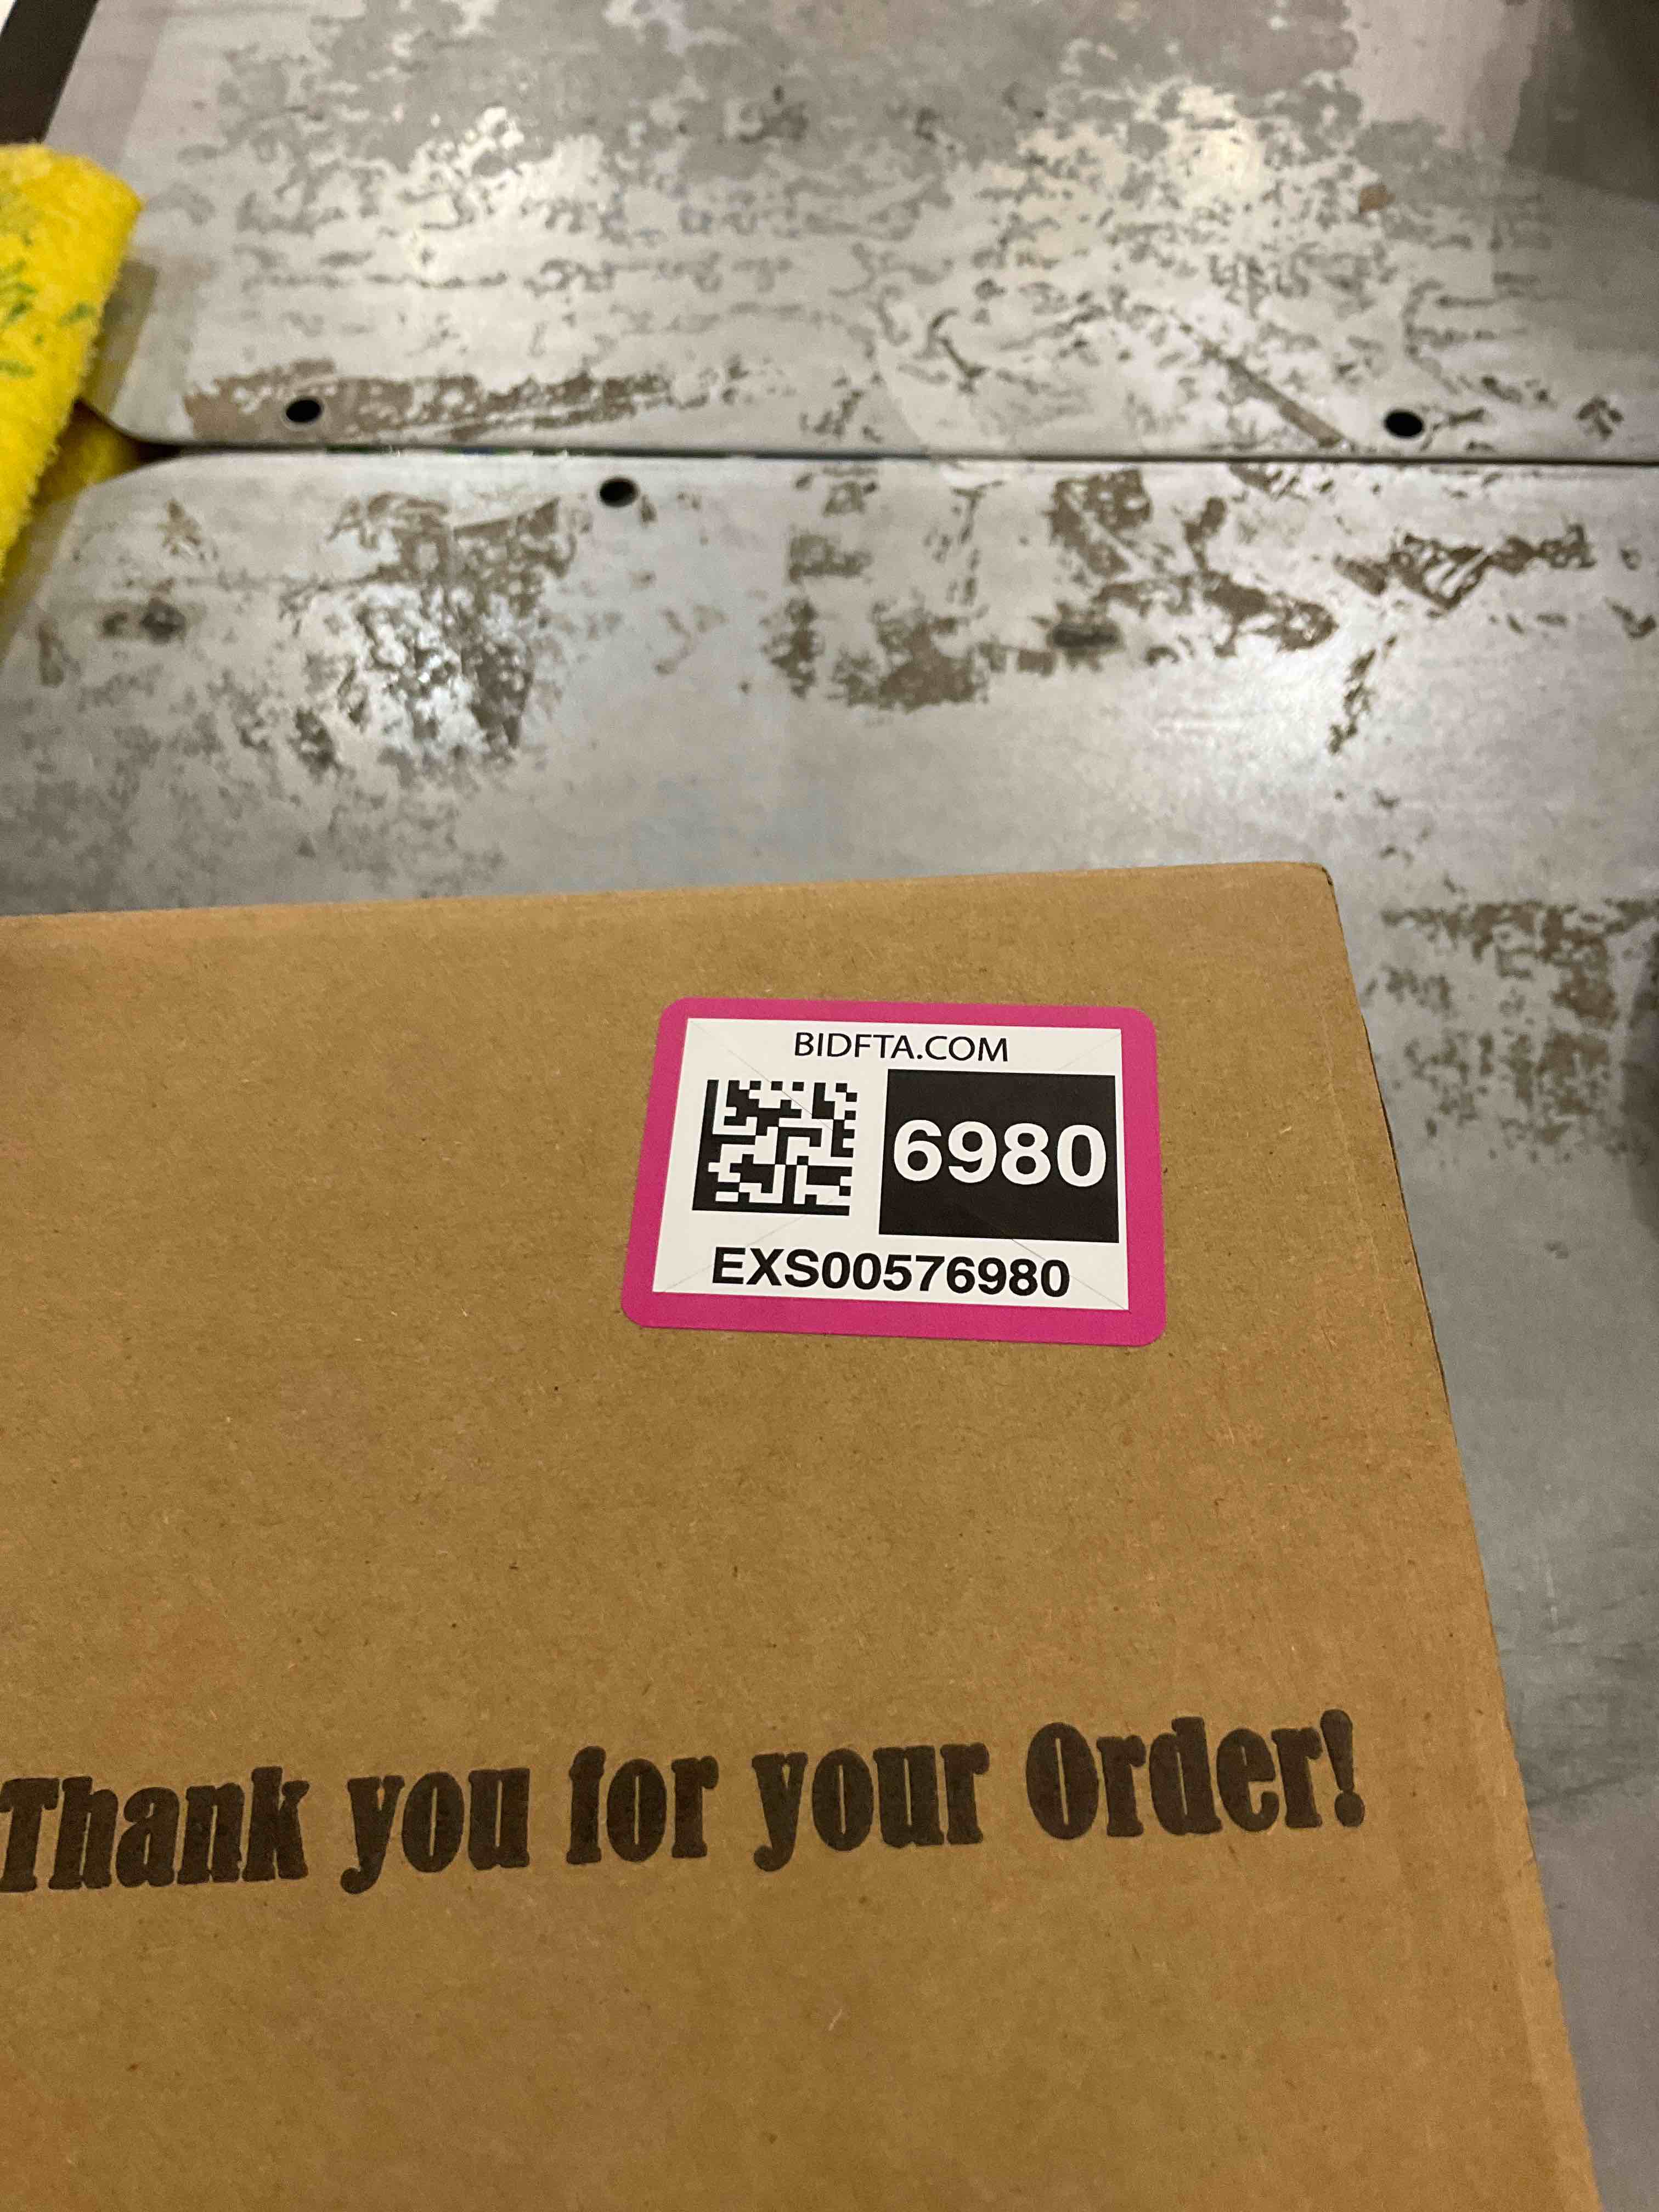 BIDFTA.COM
6980
EXS00576980
Thank you for your Order!